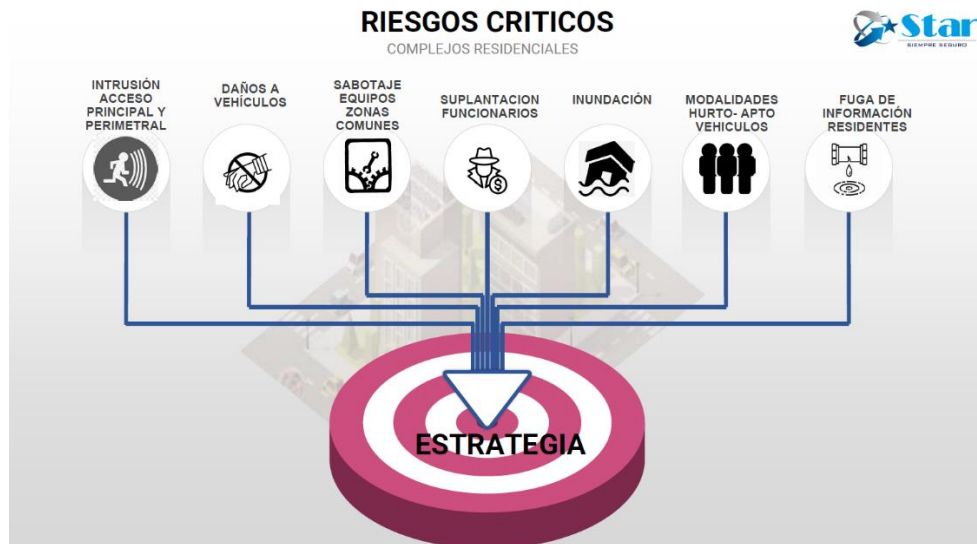 RIESGOS CRITICOS
COMPLEJOS RESIDENCIALES
Star
SIEMPRE SEGURO
INTRUSIÓN
ACCESO
PRINCIPAL Y
PERIMETRAL
DAÑOS A
VEHÍCULOS
SABOTAJE
EQUIPOS
ZONAS
COMUNES
SUPLANTACION
FUNCIONARIOS
INUNDACIÓN
MODALIDADES
HURTO- APTO
VEHICULOS
FUGA DE
INFORMACIÓN
RESIDENTES
$
ESTRATEGIA